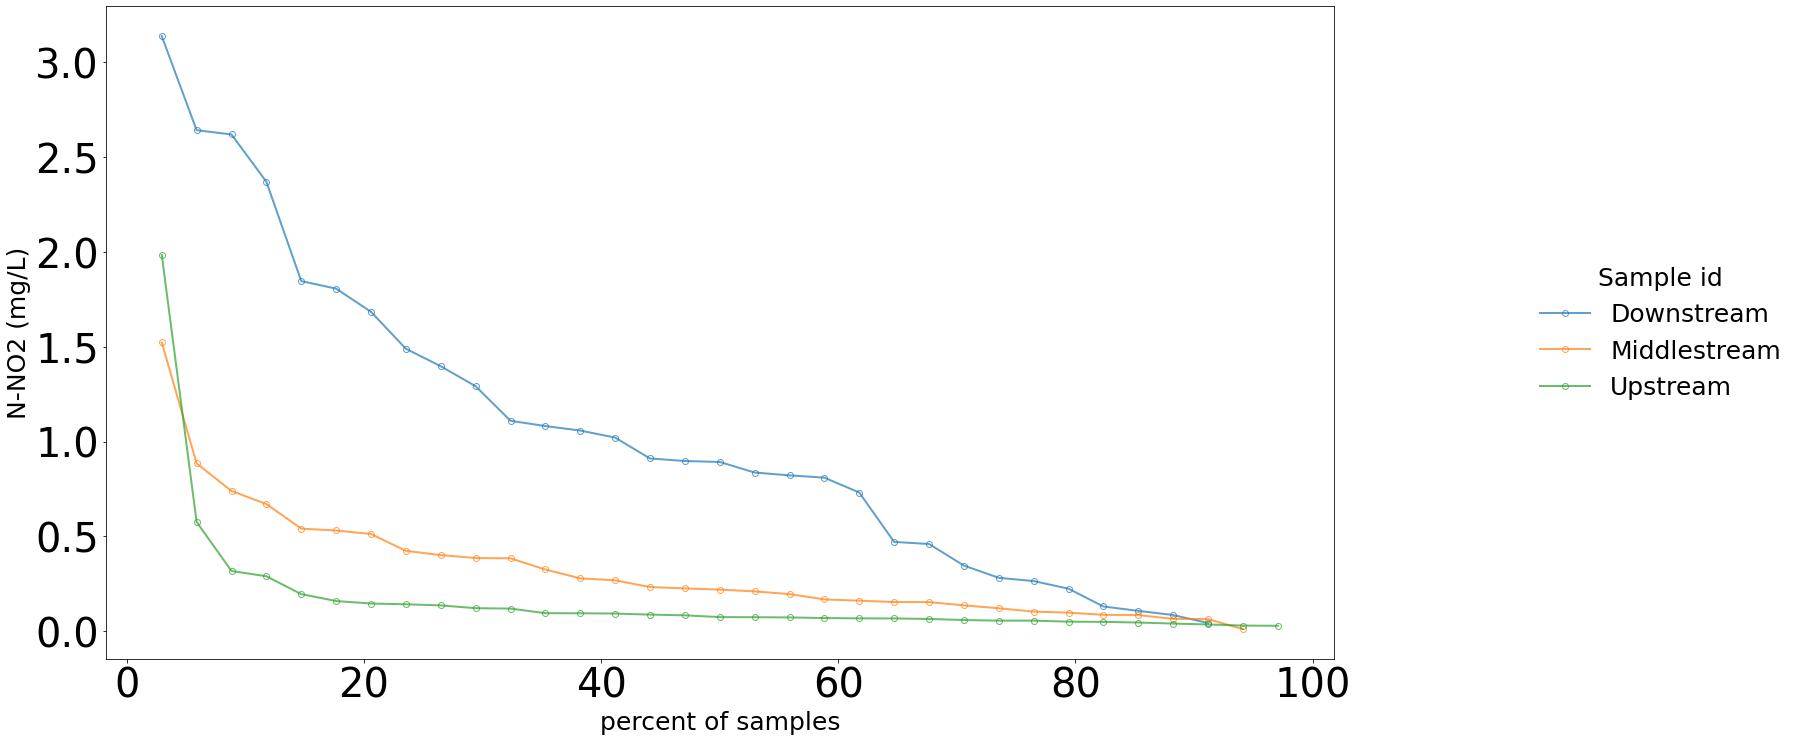 3.0
2.5
2.0
1.5
1.0
0.5
0.0
N-NO2 (mg/L)
0 20 40 60 80 100
percent of samples
Sample id
Downstream
Middlestream
Upstream